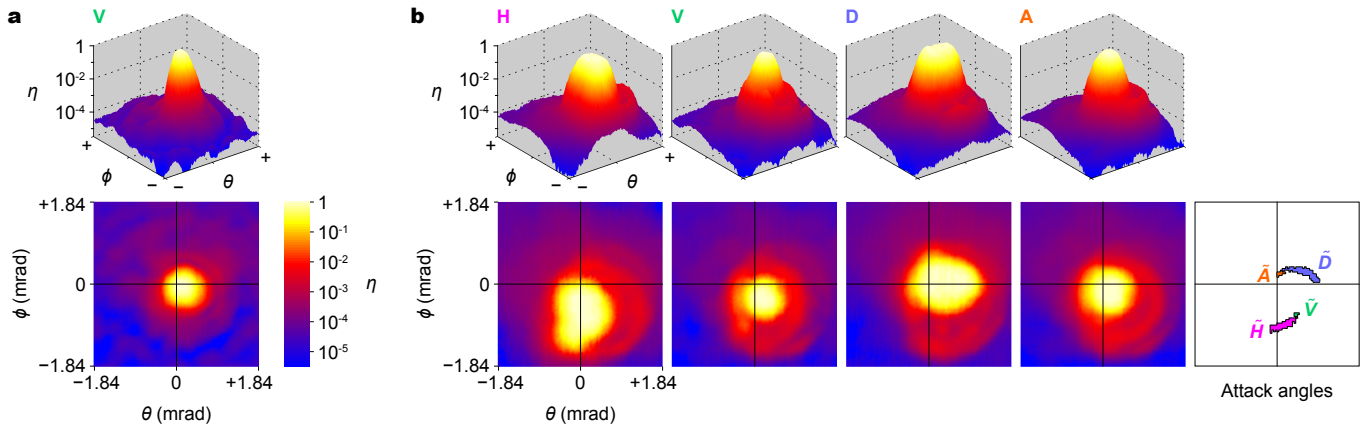 a
V
b
H
V
D
A
1
10⁻²
10⁻⁴
η
+
ϕ
−
−
θ
+
1
10⁻²
10⁻⁴
η
+
ϕ
−
−
θ
+
+1.84
0
−1.84
ϕ (mrad)
−1.84
0
+1.84
θ (mrad)
1
10⁻¹
10⁻²
10⁻³
10⁻⁴
10⁻⁵
η
+1.84
0
−1.84
ϕ (mrad)
−1.84
0
+1.84
θ (mrad)
Ã
D̃
Ṽ
H̃
Attack angles